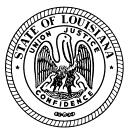 STATE OF LOUISIANA
UNION JUSTICE
CONFIDENCE